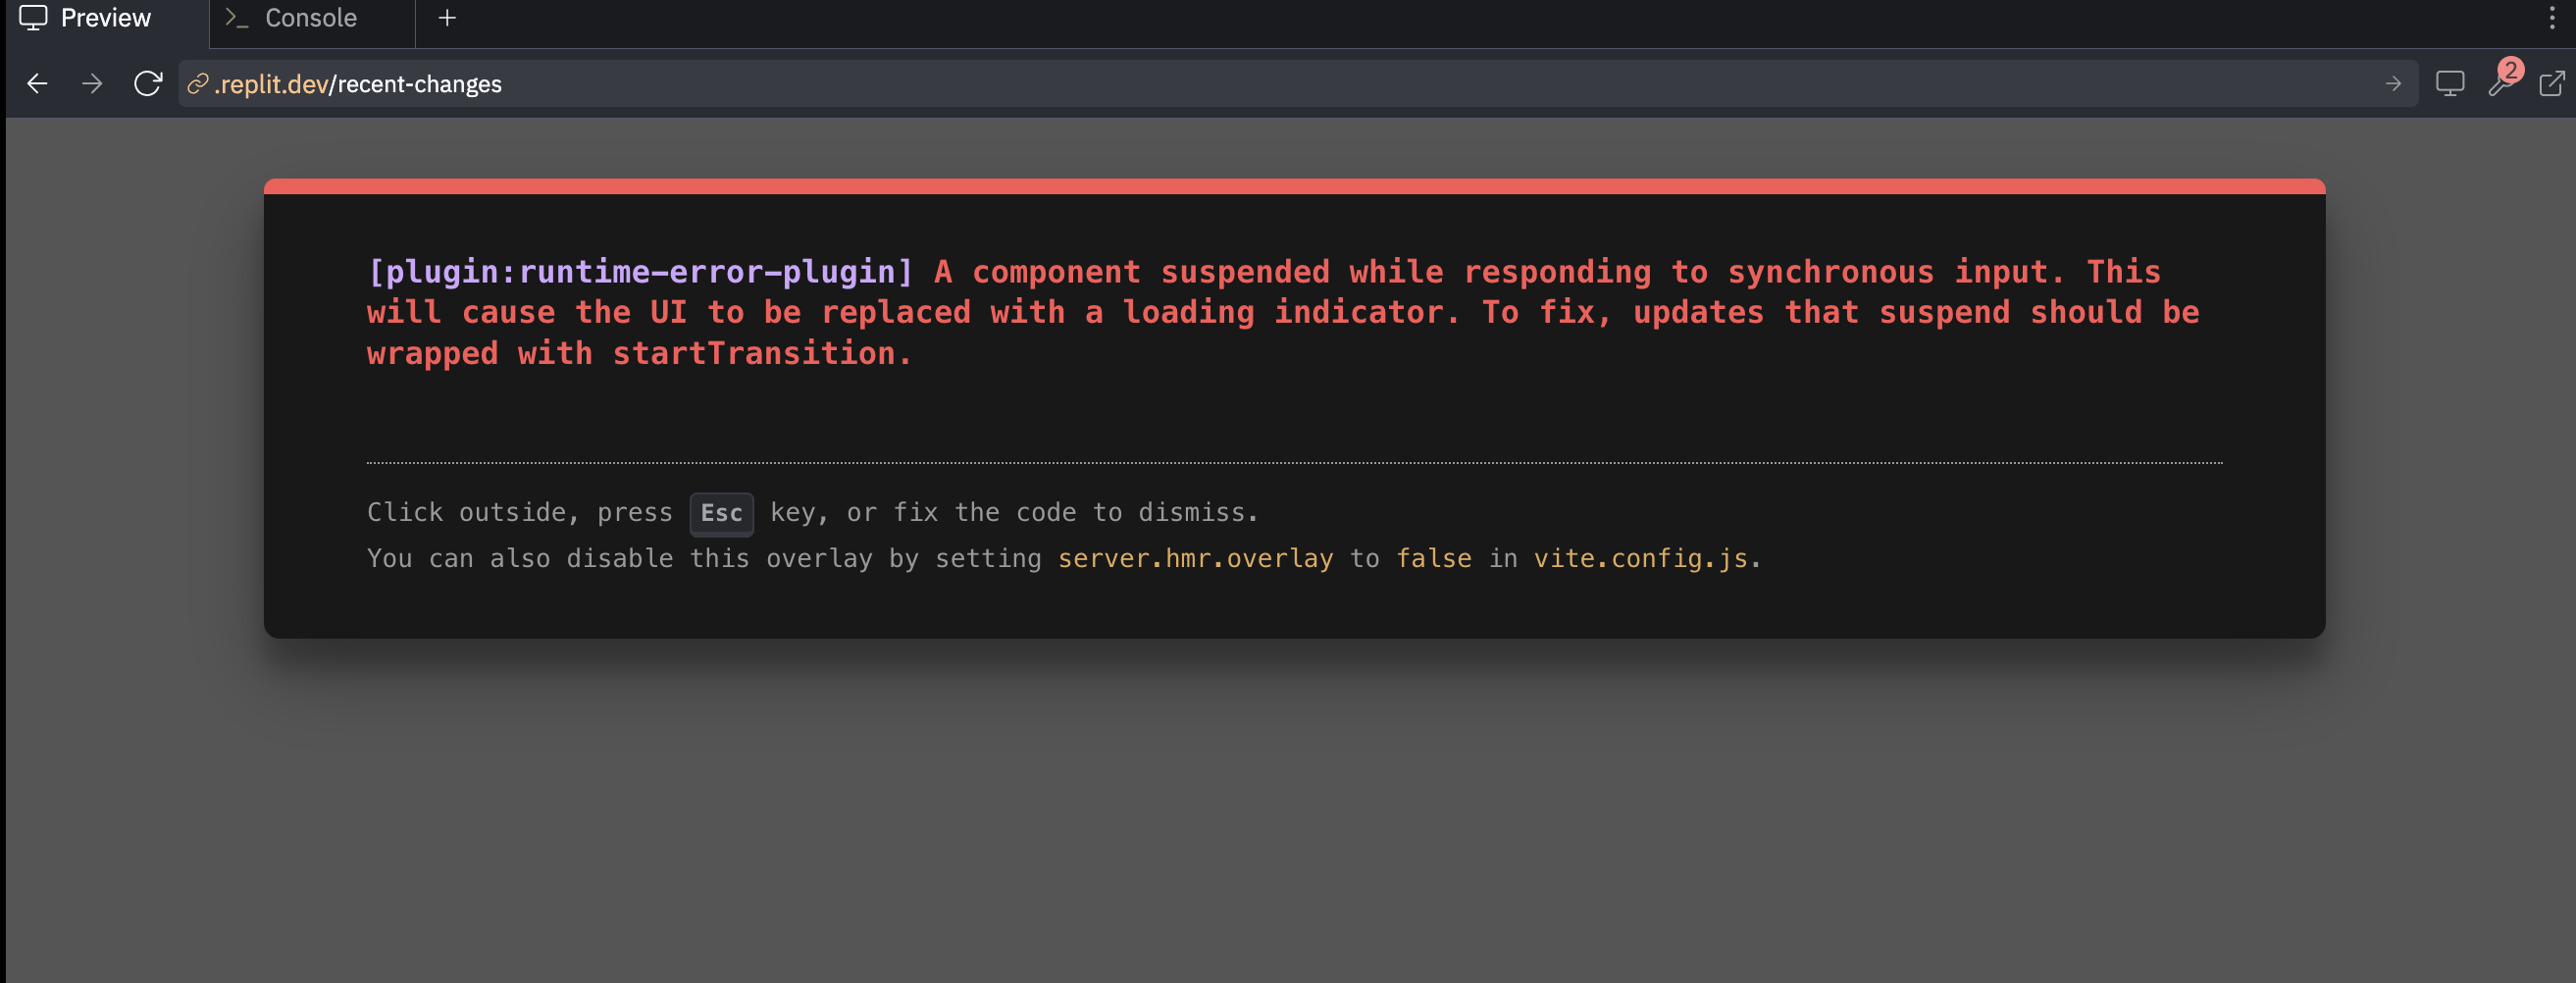 Preview
>_ Console
+
.replit.dev/recent-changes
2
[plugin:runtime-error-plugin] A component suspended while responding to synchronous input. This
will cause the UI to be replaced with a loading indicator. To fix, updates that suspend should be
wrapped with startTransition.
Click outside, press Esc key, or fix the code to dismiss.
You can also disable this overlay by setting server.hmr.overlay to false in vite.config.js.